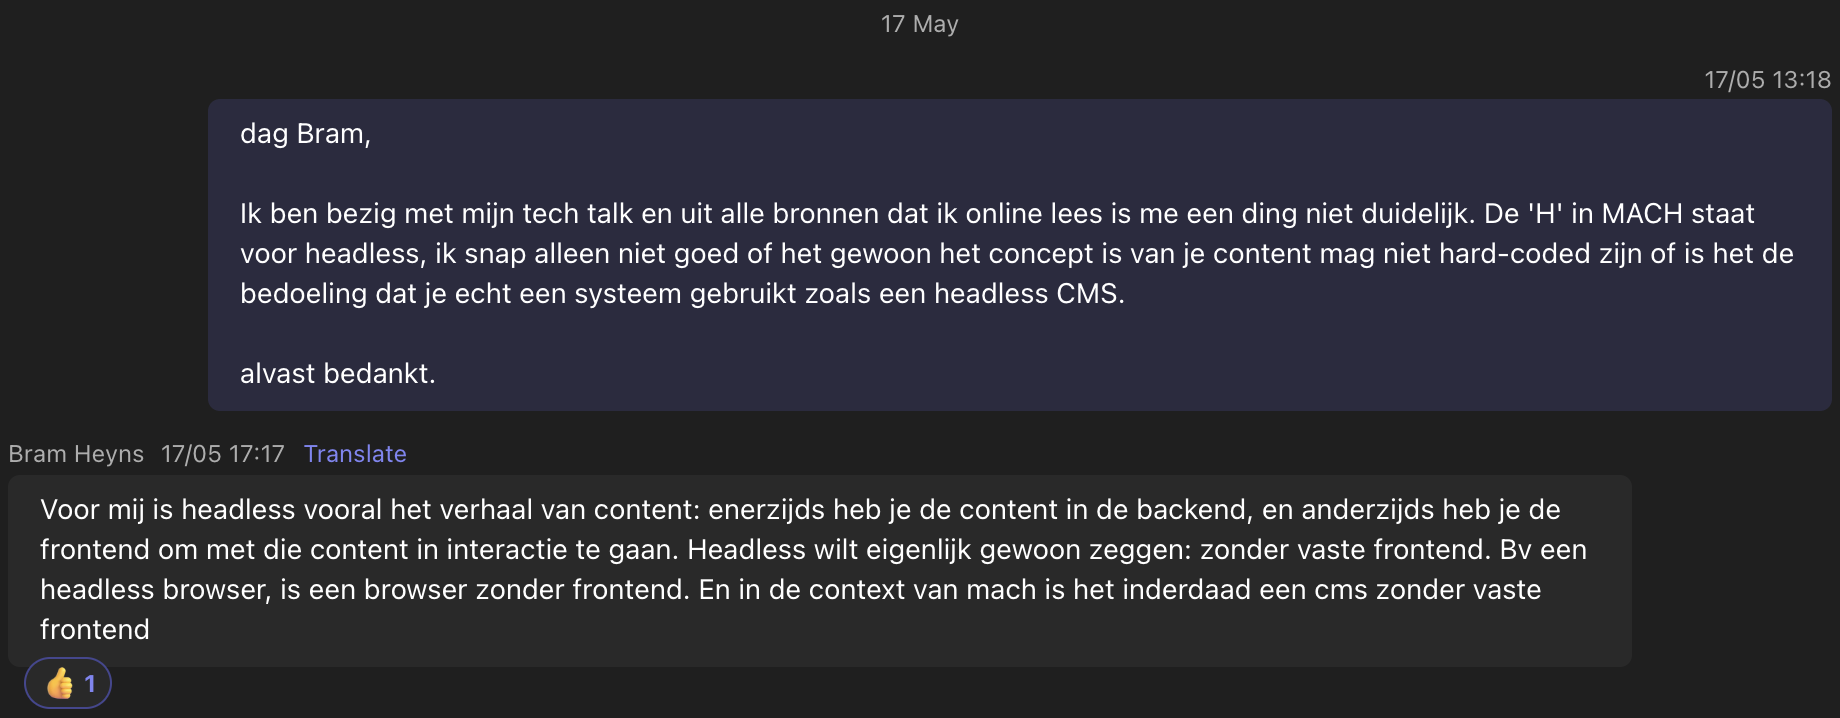 17 May
17/05 13:18
dag Bram,
Ik ben bezig met mijn tech talk en uit alle bronnen dat ik online lees is me een ding niet duidelijk. De 'H' in MACH staat
voor headless, ik snap alleen niet goed of het gewoon het concept is van je content mag niet hard-coded zijn of is het de
bedoeling dat je echt een systeem gebruikt zoals een headless CMS.
alvast bedankt.
Bram Heyns 17/05 17:17 Translate
Voor mij is headless vooral het verhaal van content: enerzijds heb je de content in de backend, en anderzijds heb je de
frontend om met die content in interactie te gaan. Headless wilt eigenlijk gewoon zeggen: zonder vaste frontend. Bv een
headless browser, is een browser zonder frontend. En in de context van mach is het inderdaad een cms zonder vaste
frontend
👍 1